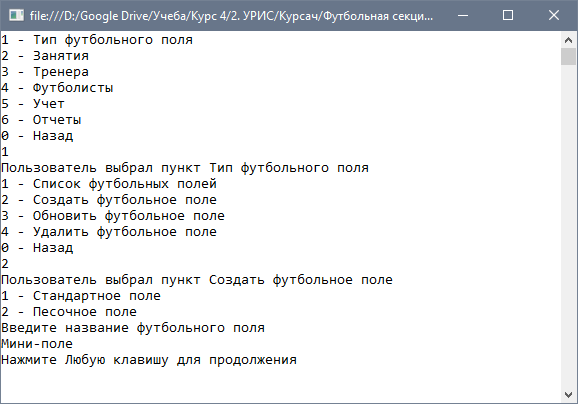 file:///D:/Google Drive/Учеба/Курс 4/2. УРИС/Курсач/Футбольная секци...
1 - Тип футбольного поля
2 - Занятия
3 - Тренера
4 - Футболисты
5 - Учет
6 - Отчеты
0 - Назад
1
Пользователь выбрал пункт Тип футбольного поля
1 - Список футбольных полей
2 - Создать футбольное поле
3 - Обновить футбольное поле
4 - Удалить футбольное поле
0 - Назад
2
Пользователь выбрал пункт Создать футбольное поле
1 - Стандартное поле
2 - Песочное поле
Введите название футбольного поля
Мини-поле
Нажмите Любую клавишу для продолжения